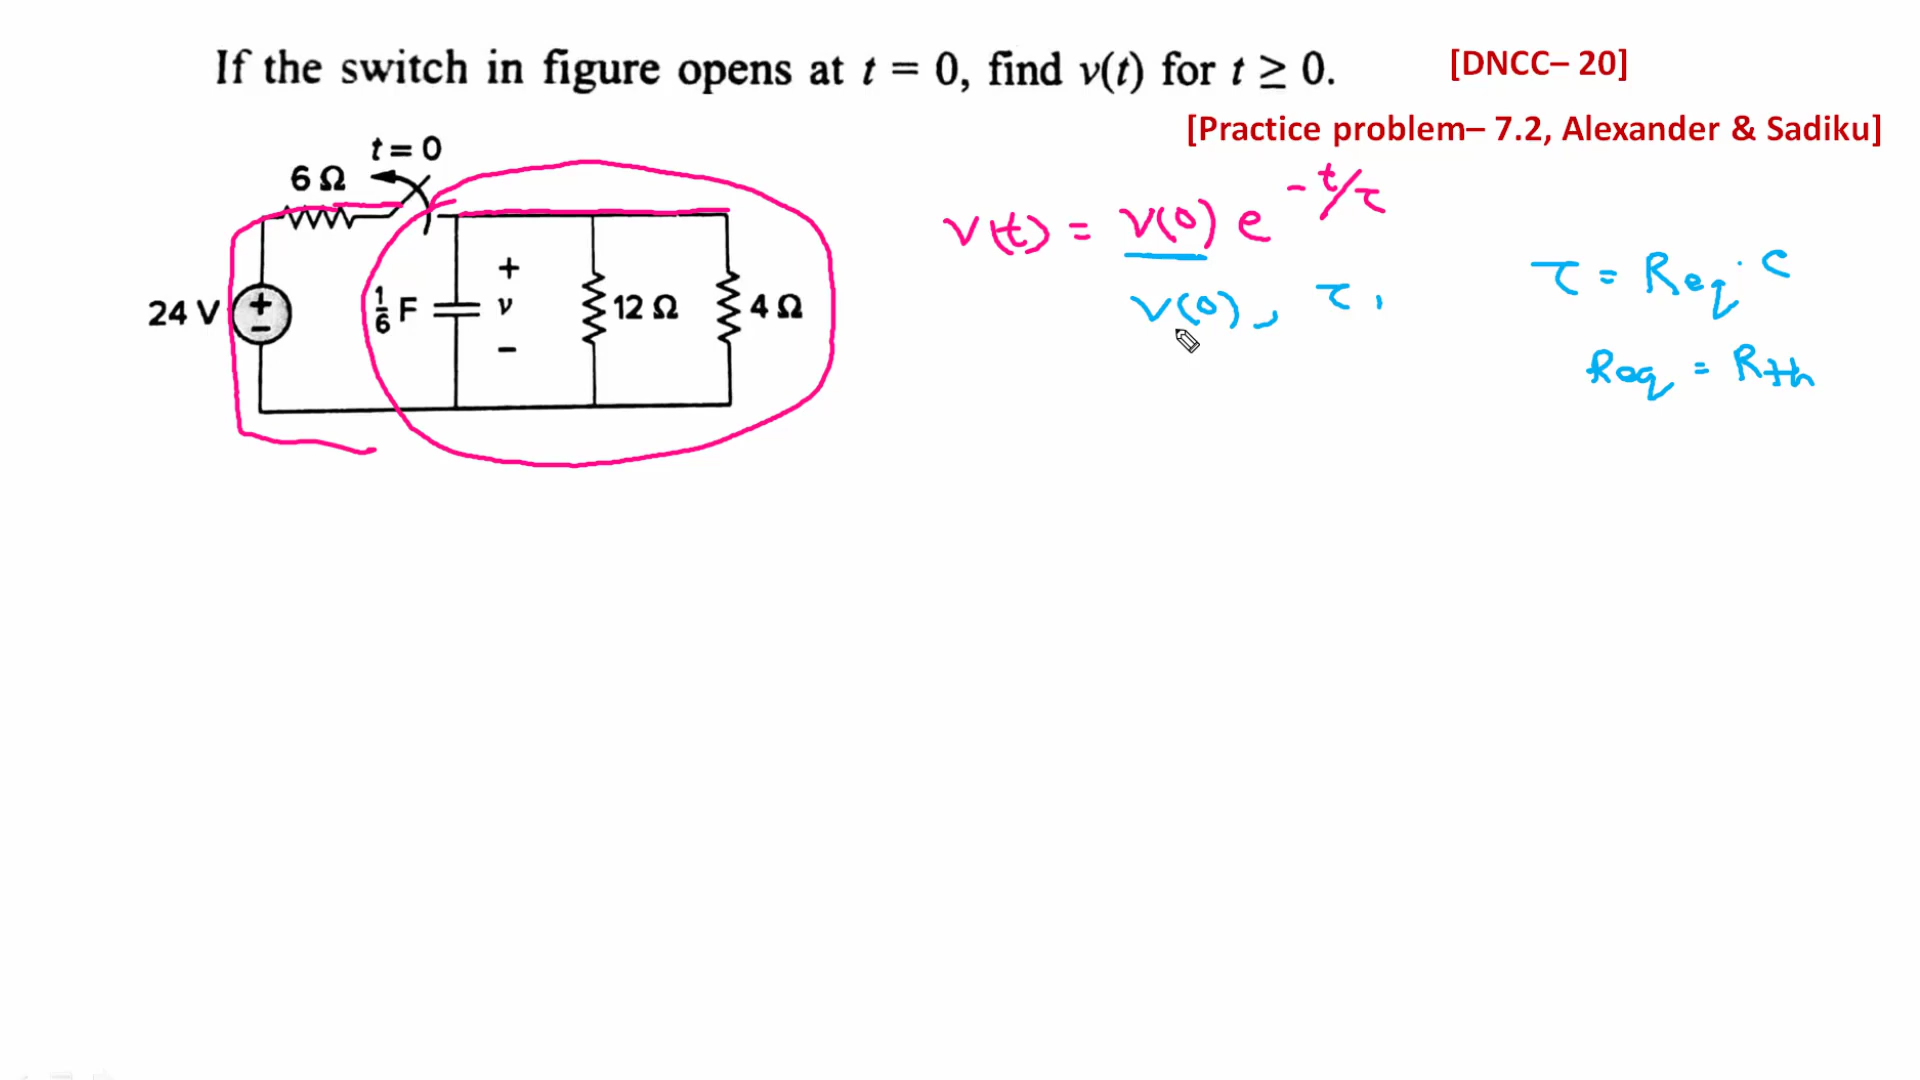 If the switch in figure opens at t = 0, find v(t) for t ≥ 0.
[DNCC– 20]
[Practice problem– 7.2, Alexander & Sadiku]
t = 0
6 Ω
24 V
+
−
1/6 F
+
v
−
12 Ω
4 Ω
v(t) = v(0) e^(-t/τ)
v(0), τ,
τ = Req . C
Req = Rth